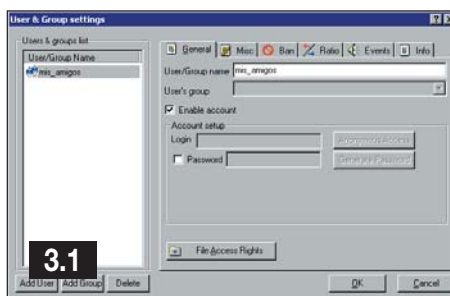 User & Group settings
Users & groups list
User/Group Name
mis_amigos
General Misc Ban Ratio Events Info
User/Group name mis_amigos
User's group
Enable account
Account setup
Login
Anonymous Access
Password
Generate Password
File Access Rights
3.1
Add User Add Group Delete
OK Cancel